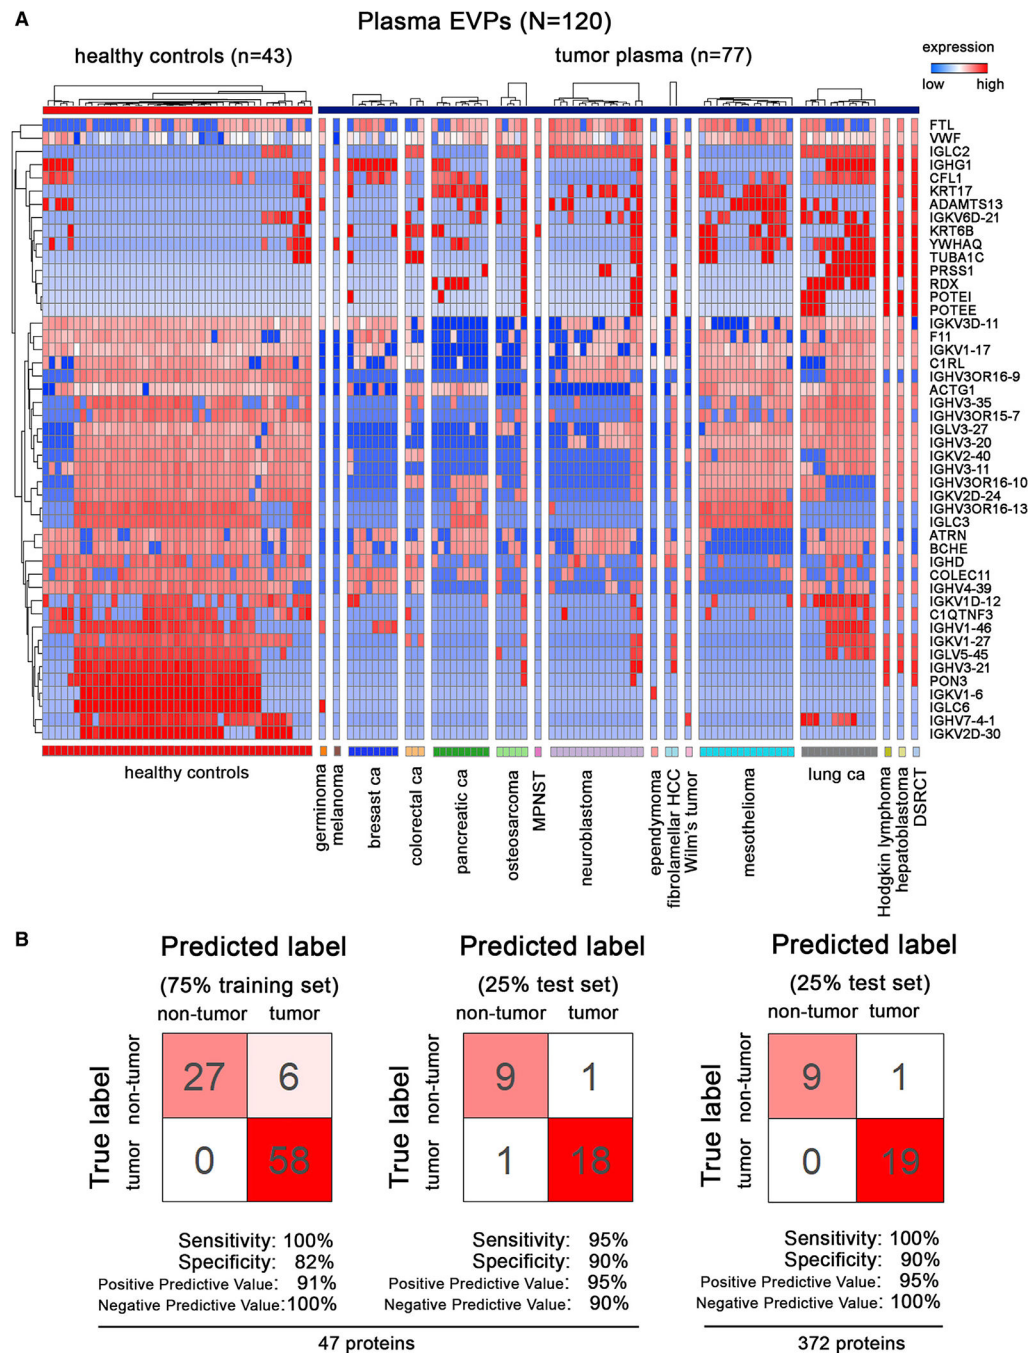 A
Plasma EVPs (N=120)
healthy controls (n=43)
tumor plasma (n=77)
expression
low
high
FTL
VWF
IGLC2
IGHG1
CFL1
KRT17
ADAMTS13
IGKV6D-21
KRT6B
YWHAQ
TUBA1C
PRSS1
RDX
POTEI
POTEE
IGKV3D-11
F11
IGKV1-17
C1RL
IGHV3OR16-9
ACTG1
IGHV3-35
IGHV3OR15-7
IGLV3-27
IGHV3-20
IGKV2-40
IGHV3-11
IGHV3OR16-10
IGKV2D-24
IGHV3OR16-13
IGLC3
ATRN
BCHE
IGHD
COLEC11
IGHV4-39
IGKV1D-12
C1QTNF3
IGHV1-46
IGKV1-27
IGLV5-45
IGHV3-21
PON3
IGKV1-6
IGLC6
IGHV7-4-1
IGKV2D-30
healthy controls
germinoma
melanoma
bresast ca
colorectal ca
pancreatic ca
osteosarcoma
MPNST
neuroblastoma
ependymoma
fibrolamellar HCC
Wilm's tumor
mesothelioma
lung ca
Hodgkin lymphoma
hepatoblastoma
DSRCT
B
Predicted label
(75% training set)
non-tumor tumor
True label
non-tumor
tumor
27 6
0 58
Sensitivity: 100%
Specificity: 82%
Positive Predictive Value: 91%
Negative Predictive Value: 100%
Predicted label
(25% test set)
non-tumor tumor
True label
non-tumor
tumor
9 1
1 18
Sensitivity: 95%
Specificity: 90%
Positive Predictive Value: 95%
Negative Predictive Value: 90%
47 proteins
Predicted label
(25% test set)
non-tumor tumor
True label
non-tumor
tumor
9 1
0 19
Sensitivity: 100%
Specificity: 90%
Positive Predictive Value: 95%
Negative Predictive Value: 100%
372 proteins